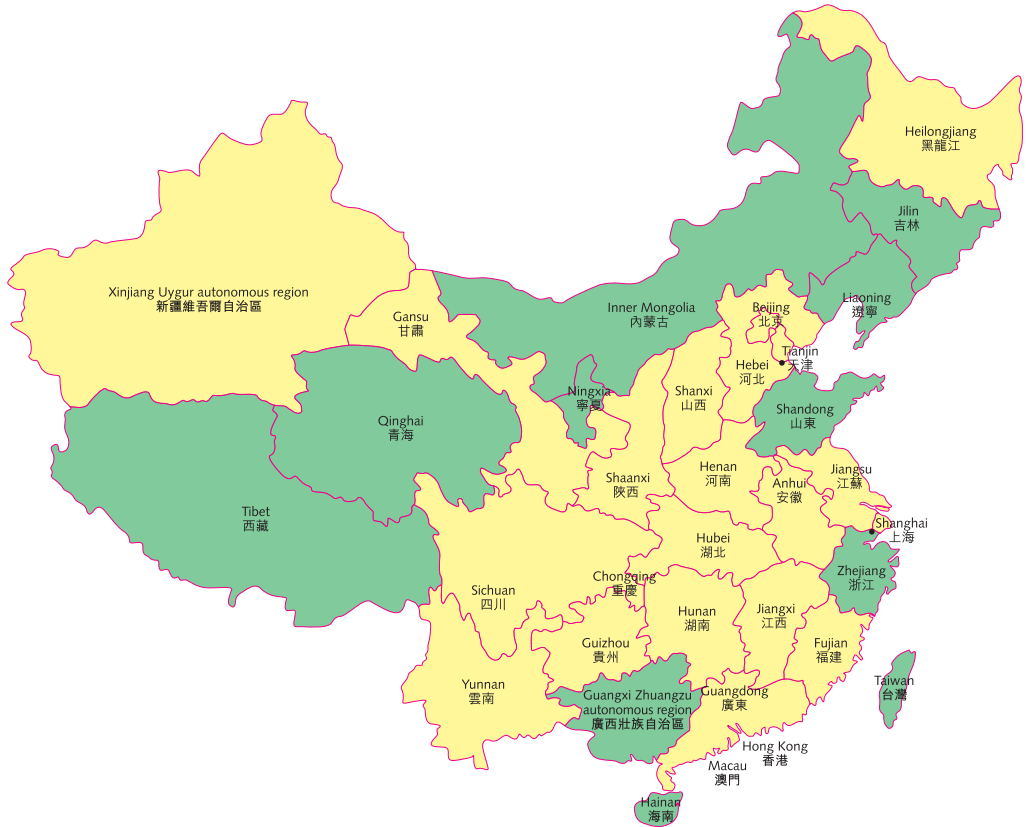 Heilongjiang
黑龍江
Jilin
吉林
Liaoning
遼寧
Xinjiang Uygur autonomous region
新疆維吾爾自治區
Gansu
甘肅
Inner Mongolia
內蒙古
Beijing
北京
Tianjin
天津
Hebei
河北
Shanxi
山西
Ningxia
寧夏
Shandong
山東
Qinghai
青海
Shaanxi
陝西
Henan
河南
Jiangsu
江蘇
Anhui
安徽
Tibet
西藏
Shanghai
上海
Hubei
湖北
Zhejiang
浙江
Chongqing
重慶
Sichuan
四川
Hunan
湖南
Jiangxi
江西
Guizhou
貴州
Fujian
福建
Yunnan
雲南
Guangxi Zhuangzu
autonomous region
廣西壯族自治區
Guangdong
廣東
Taiwan
台灣
Hong Kong
香港
Macau
澳門
Hainan
海南